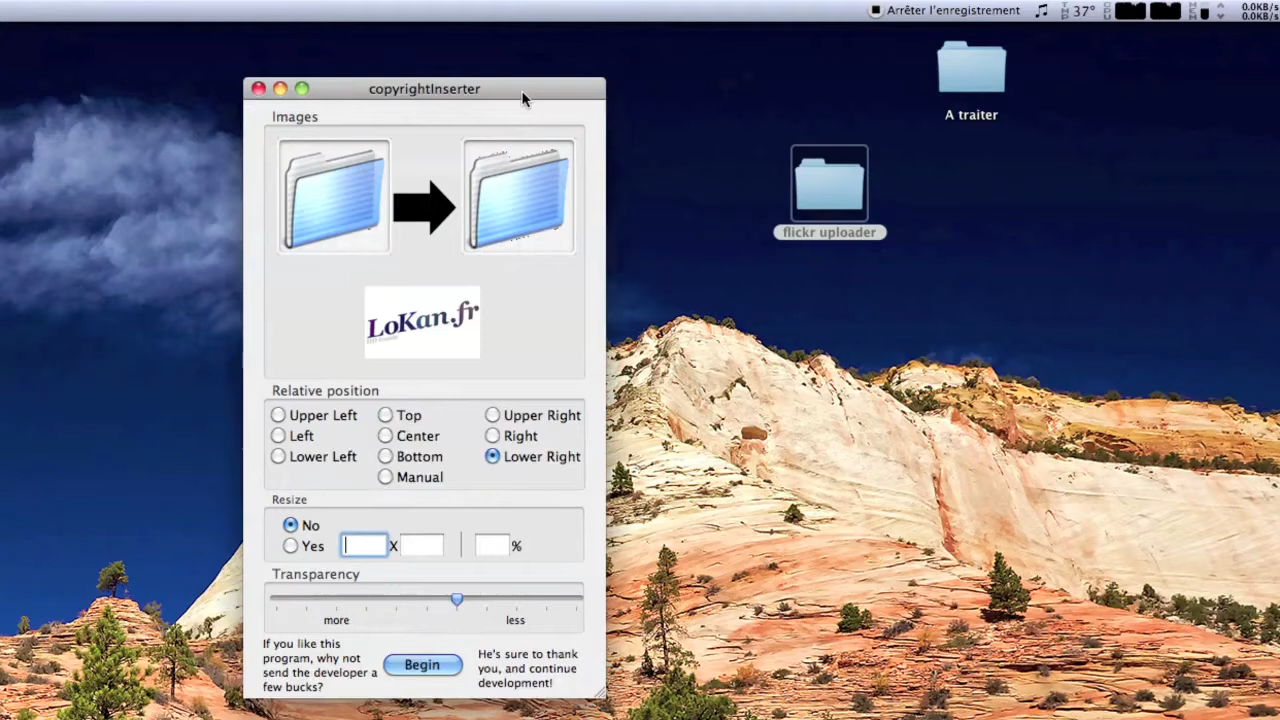 Arrêter l'enregistrement
37°
0.0KB/s
0.0KB/s
A traiter
flickr uploader
copyrightInserter
Images
LoKan.fr
Relative position
Upper Left Top Upper Right
Left Center Right
Lower Left Bottom Lower Right
Manual
Resize
No
Yes X %
Transparency
more less
If you like this
program, why not
send the developer a
few bucks?
Begin
He's sure to thank
you, and continue
development!